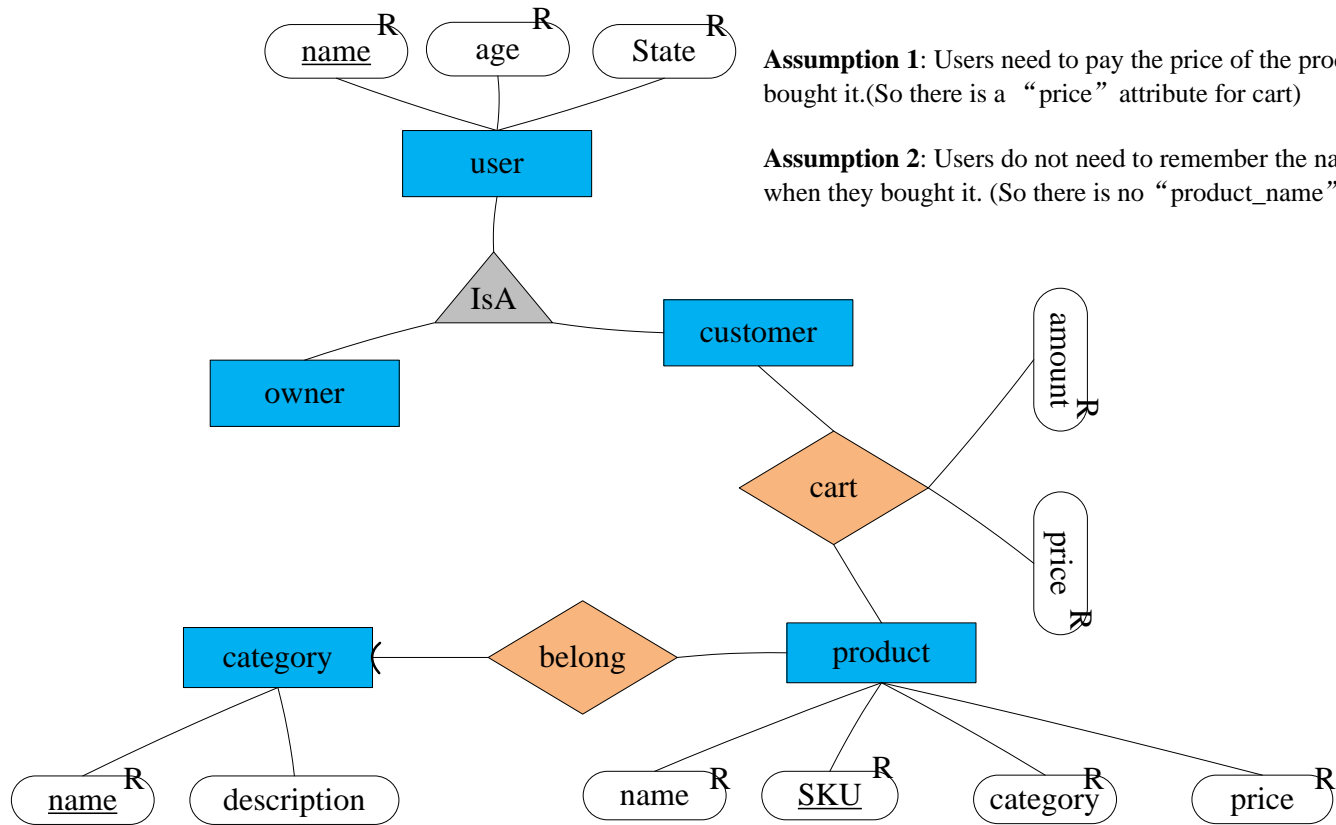 R
R
R
name
age
State
Assumption 1: Users need to pay the price of the
bought it.(So there is a “price” attribute for cart)
user
Assumption 2: Users do not need to remember the
when they bought it. (So there is no “product_name”
IsA
customer
owner
amount
R
cart
price
R
category
belong
product
R
R
R
R
R
name
description
name
SKU
category
price